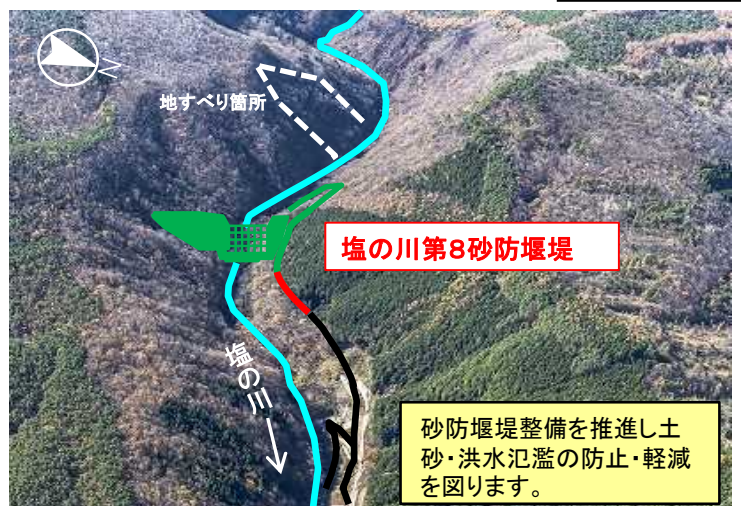 N
地すべり箇所
塩の川第8砂防堰堤
塩の川
砂防堰堤整備を推進し土
砂・洪水氾濫の防止・軽減
を図ります。